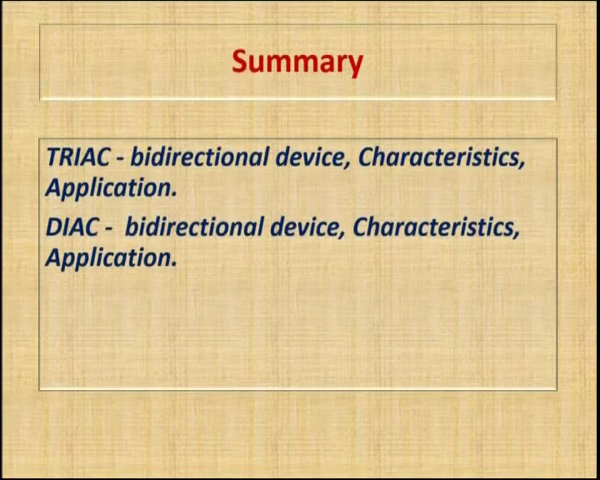 Summary
TRIAC - bidirectional device, Characteristics,
Application.
DIAC -  bidirectional device, Characteristics,
Application.